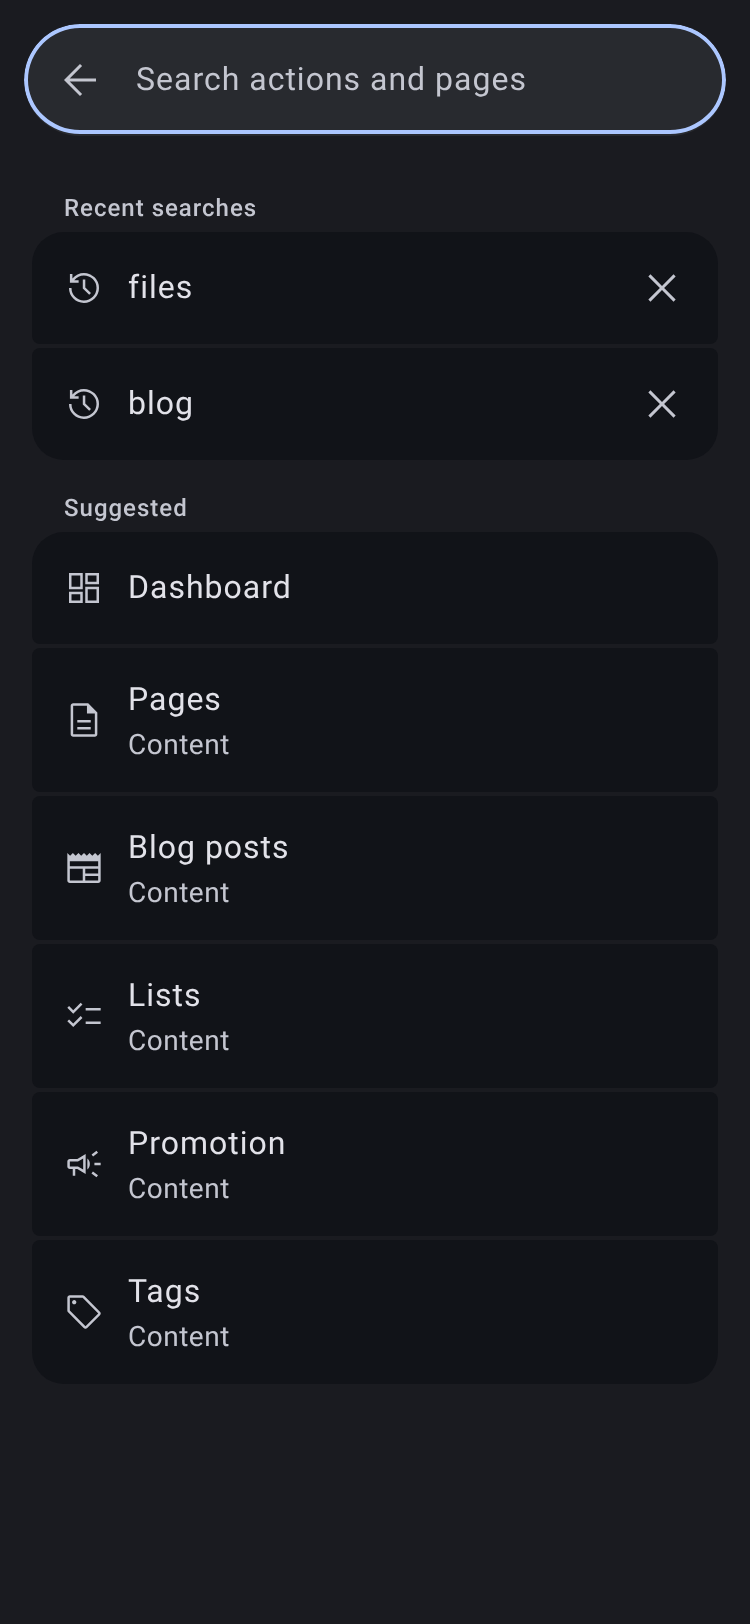 Search actions and pages
Recent searches
files
blog
Suggested
Dashboard
Pages
Content
Blog posts
Content
Lists
Content
Promotion
Content
Tags
Content